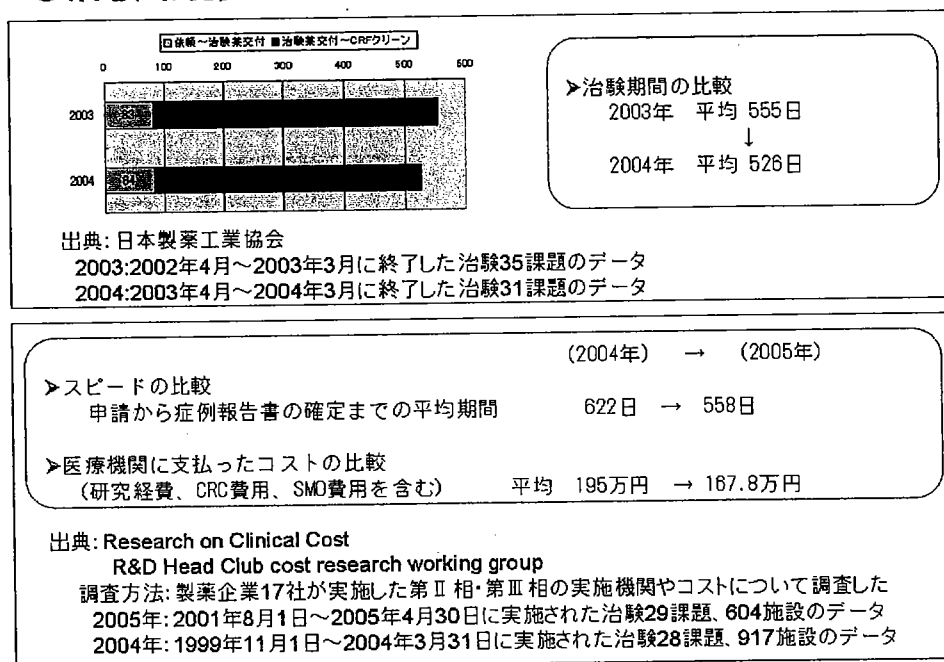 □依頼～治験薬交付 ■治験薬交付～CRFクリーン
0 100 200 300 400 500 600
2003 83
2004 84
➤治験期間の比較
2003年 平均 555日
↓
2004年 平均 526日
出典: 日本製薬工業協会
2003:2002年4月～2003年3月に終了した治験35課題のデータ
2004:2003年4月～2004年3月に終了した治験31課題のデータ
(2004年) → (2005年)
➤スピードの比較
申請から症例報告書の確定までの平均期間 622日 → 558日
➤医療機関に支払ったコストの比較
(研究経費、CRC費用、SMO費用を含む) 平均 195万円 → 167.8万円
出典: Research on Clinical Cost
R&D Head Club cost research working group
調査方法: 製薬企業17社が実施した第Ⅱ相・第Ⅲ相の実施機関やコストについて調査した
2005年: 2001年8月1日～2005年4月30日に実施された治験29課題、604施設のデータ
2004年: 1999年11月1日～2004年3月31日に実施された治験28課題、917施設のデータ